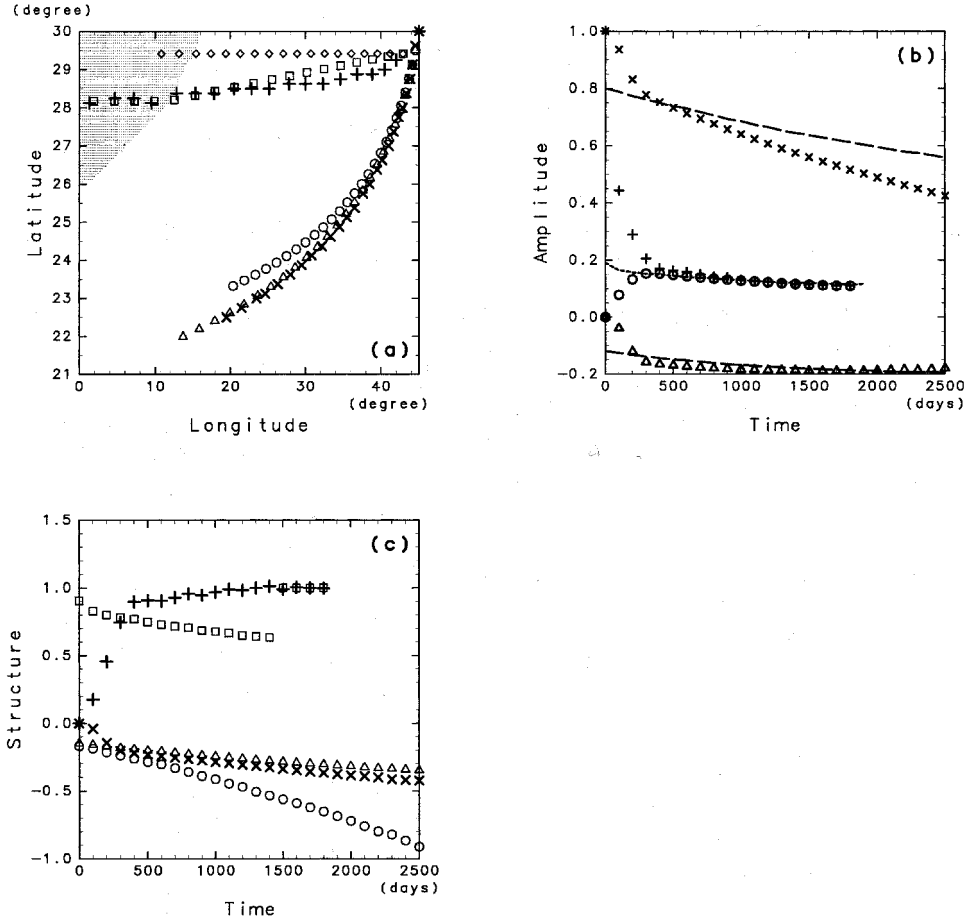 (degree)
30
29
28
27
26
25
24
23
22
21
Latitude
(a)
0 10 20 30 40
(degree)
Longitude
1.0
0.8
0.6
0.4
0.2
0.0
-0.2
Amplitude
(b)
0 500 1000 1500 2000 2500
(days)
Time
1.5
1.0
0.5
0.0
-0.5
-1.0
Structure
(c)
0 500 1000 1500 2000 2500
(days)
Time